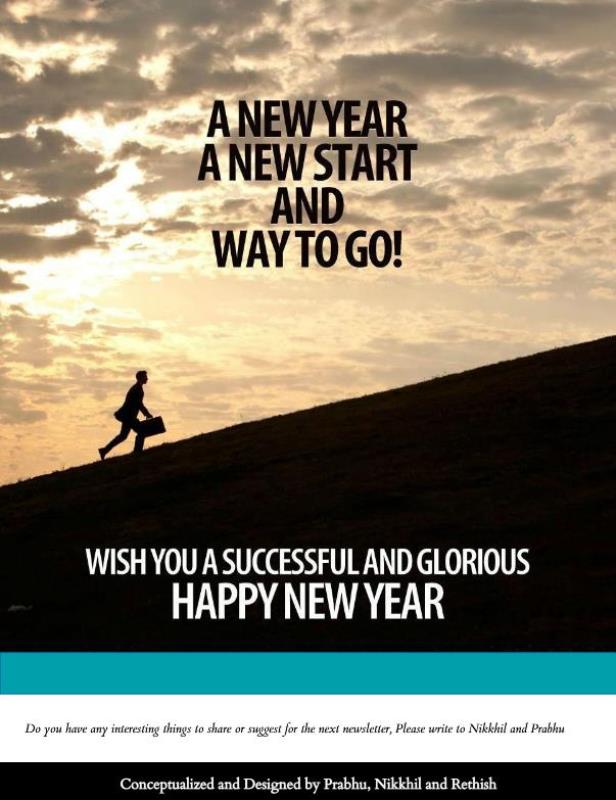 A NEW YEAR
A NEW START
AND
WAY TO GO!
WISH YOU A SUCCESSFUL AND GLORIOUS
HAPPY NEW YEAR
Do you have any interesting things to share or suggest for the next newsletter, Please write to Nikkhil and Prabhu
Conceptualized and Designed by Prabhu, Nikkhil and Rethish